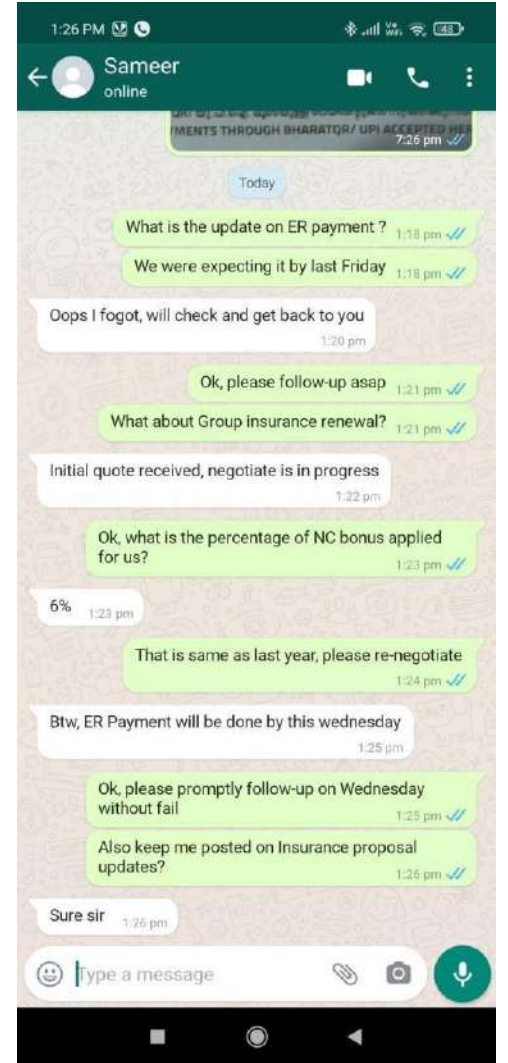 1:26 PM
48
Sameer
online
MENTS THROUGH BHARATQR/ UPI ACCEPTED HER
7:26 pm
Today
What is the update on ER payment ?
1:18 pm
We were expecting it by last Friday
1:18 pm
Oops I fogot, will check and get back to you
1:20 pm
Ok, please follow-up asap
1:21 pm
What about Group insurance renewal?
1:21 pm
Initial quote received, negotiate is in progress
1:22 pm
Ok, what is the percentage of NC bonus applied
for us?
1:23 pm
6%
1:23 pm
That is same as last year, please re-negotiate
1:24 pm
Btw, ER Payment will be done by this wednesday
1:25 pm
Ok, please promptly follow-up on Wednesday
without fail
1:25 pm
Also keep me posted on Insurance proposal
updates?
1:26 pm
Sure sir
1:26 pm
Type a message